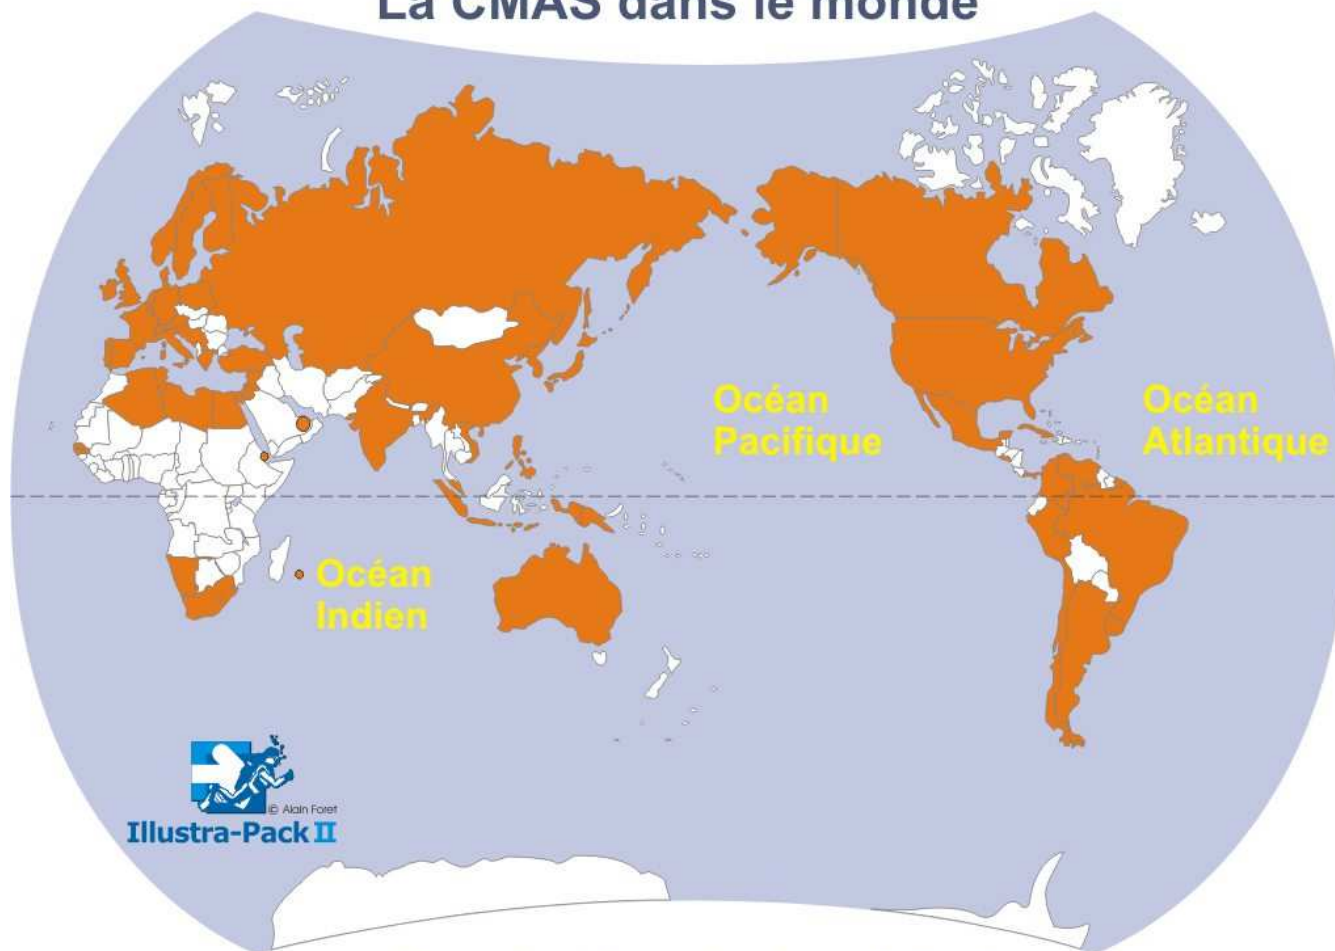 La CMAS dans le monde
Océan
Pacifique
Océan
Atlantique
Océan
Indien
© Alain Foret
Illustra-Pack II